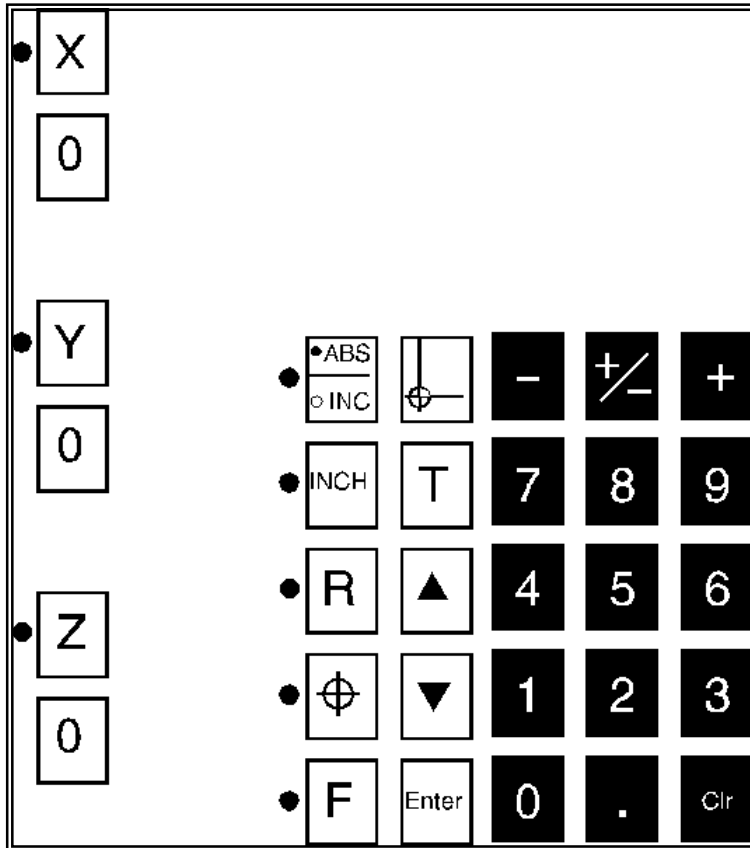 X
0
Y
0
ABS
INC
- +/- +
INCH T 7 8 9
R 4 5 6
Z
0
1 2 3
F Enter 0 . Clr